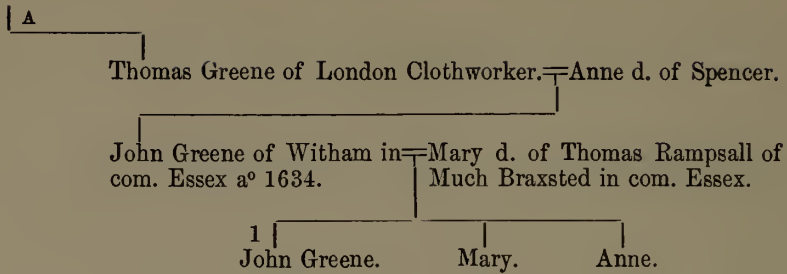 A
Thomas Greene of London Clothworker.=Anne d. of Spencer.
John Greene of Witham in=Mary d. of Thomas Rampsall of
com. Essex aº 1634. Much Braxsted in com. Essex.
1
John Greene. Mary. Anne.